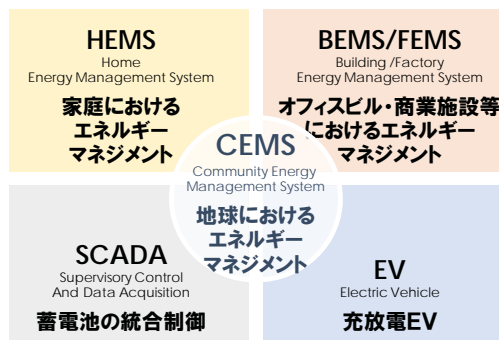 HEMS
Home
Energy Management System
家庭における
エネルギー
マネジメント
BEMS/FEMS
Building /Factory
Energy Management System
オフィスビル・商業施設等
におけるエネルギー
マネジメント
CEMS
Community Energy
Management System
地球における
エネルギー
マネジメント
SCADA
Supervisory Control
And Data Acquisition
蓄電池の統合制御
EV
Electric Vehicle
充放電EV